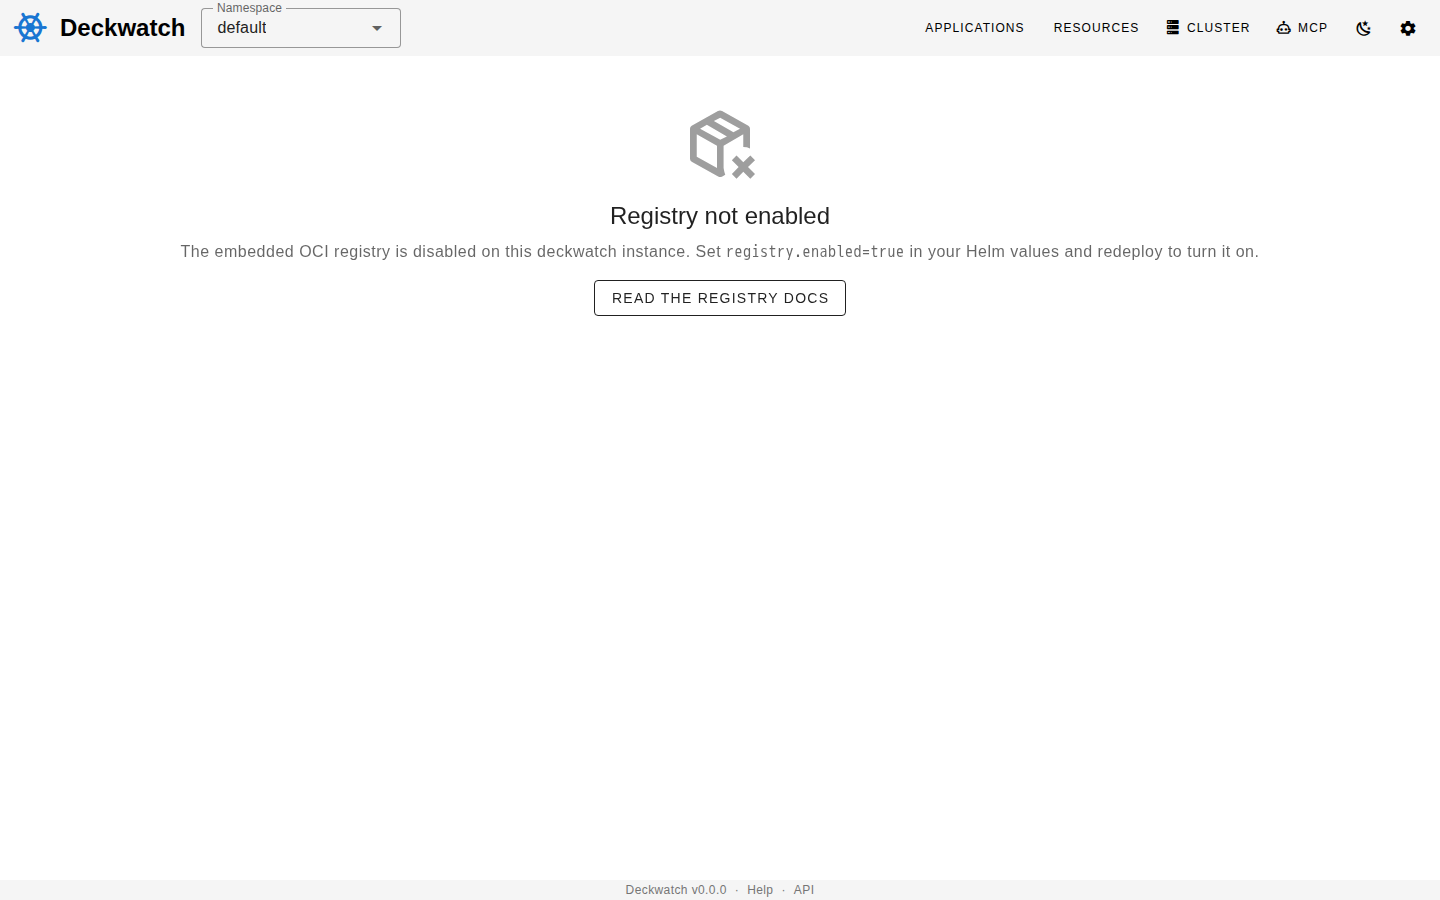 Deckwatch
Namespace
default
APPLICATIONS
RESOURCES
CLUSTER
MCP
Registry not enabled
The embedded OCI registry is disabled on this deckwatch instance. Set registry.enabled=true in your Helm values and redeploy to turn it on.
READ THE REGISTRY DOCS
Deckwatch v0.0.0 · Help · API